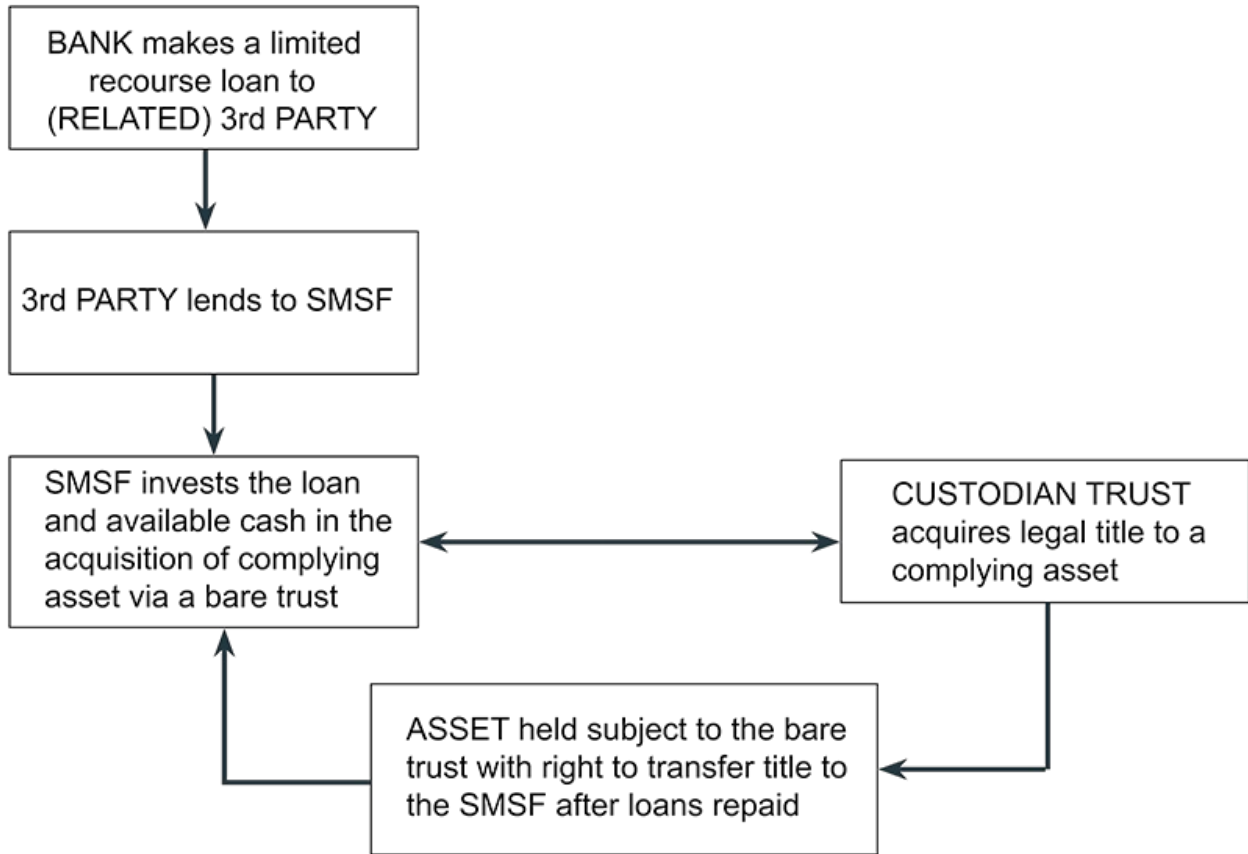 BANK makes a limited
recourse loan to
(RELATED) 3rd PARTY
3rd PARTY lends to SMSF
SMSF invests the loan
and available cash in the
acquisition of complying
asset via a bare trust
CUSTODIAN TRUST
acquires legal title to a
complying asset
ASSET held subject to the bare
trust with right to transfer title to
the SMSF after loans repaid